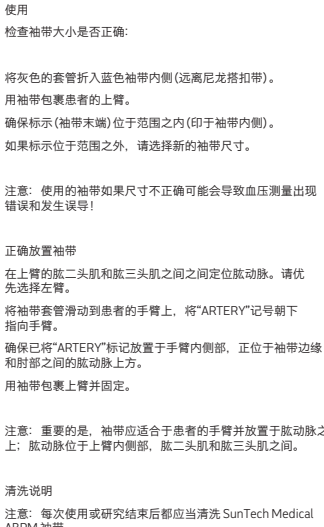 使用
检查袖带大小是否正确:
将灰色的套管折入蓝色袖带内侧 (远离尼龙搭扣带) 。
用袖带包裹患者的上臂。
确保标示 (袖带末端) 位于范围之内 (印于袖带内侧) 。
如果标示位于范围之外, 请选择新的袖带尺寸。
注意: 使用的袖带如果尺寸不正确可能会导致血压测量出现
错误和发生误导!
正确放置袖带
在上臂的肱二头肌和肱三头肌之间之间定位肱动脉。请优
先选择左臂。
将袖带套管滑动到患者的手臂上, 将“ARTERY”记号朝下
指向手臂。
确保已将“ARTERY”标记放置于手臂内侧部, 正位于袖带边缘
和肘部之间的肱动脉上方。
用袖带包裹上臂并固定。
注意: 重要的是, 袖带应适合于患者的手臂并放置于肱动脉之
上; 肱动脉位于上臂内侧部, 肱二头肌和肱三头肌之间。
清洗说明
注意: 每次使用或研究结束后都应当清洗 SunTech Medical
ABPM 袖带